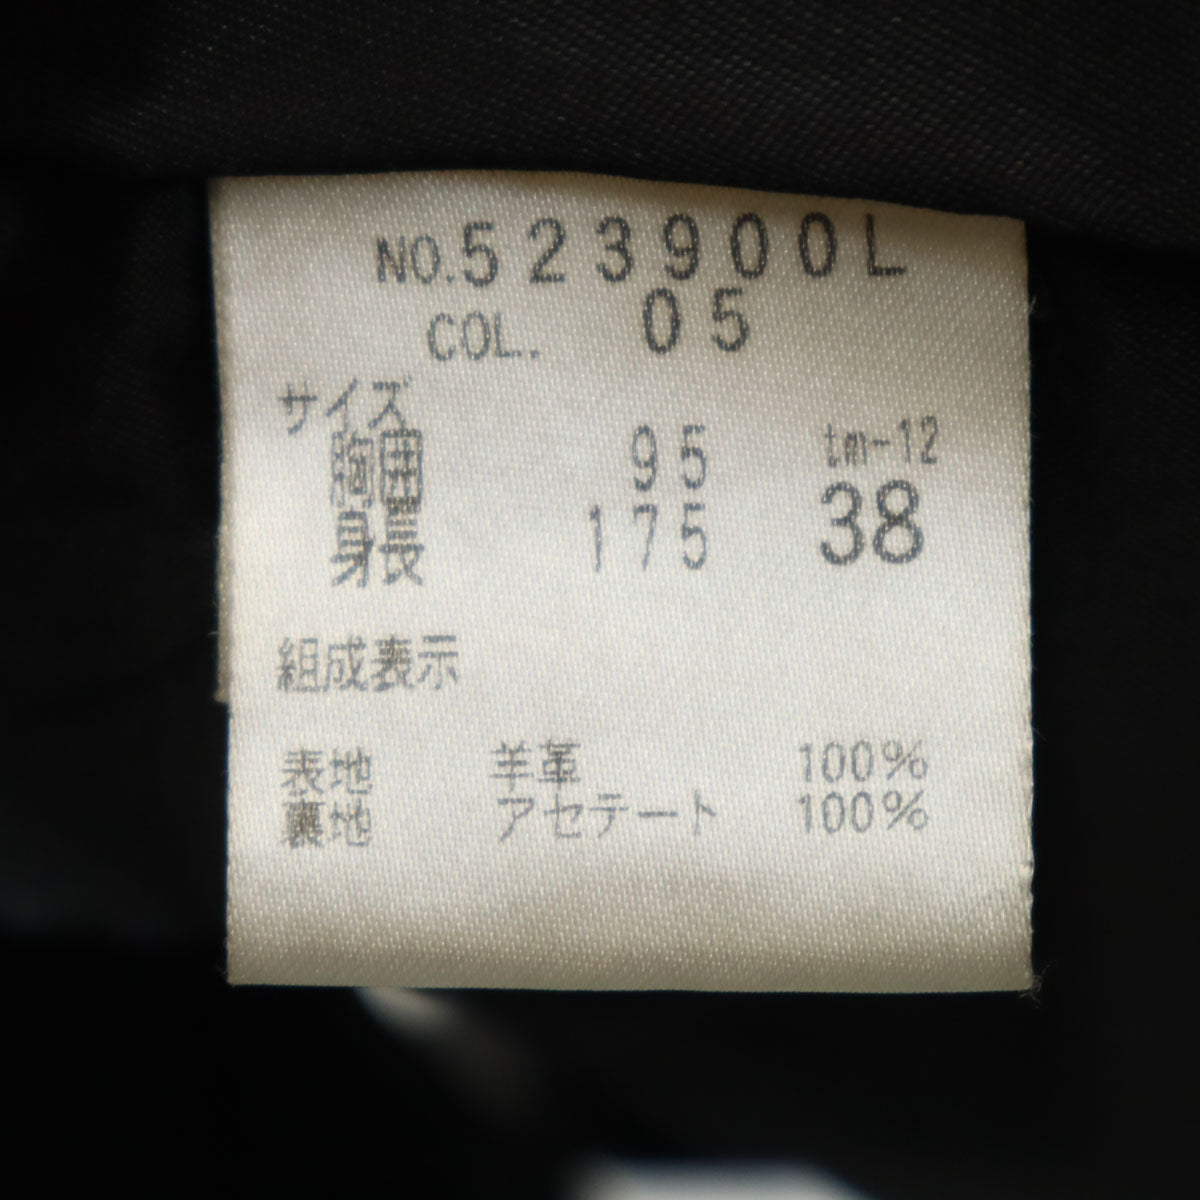 NO.523900L
COL. 05
サイズ
胸囲 95 tm-12
身長 175 38
組成表示
表地 羊革 100%
裏地 アセテート 100%